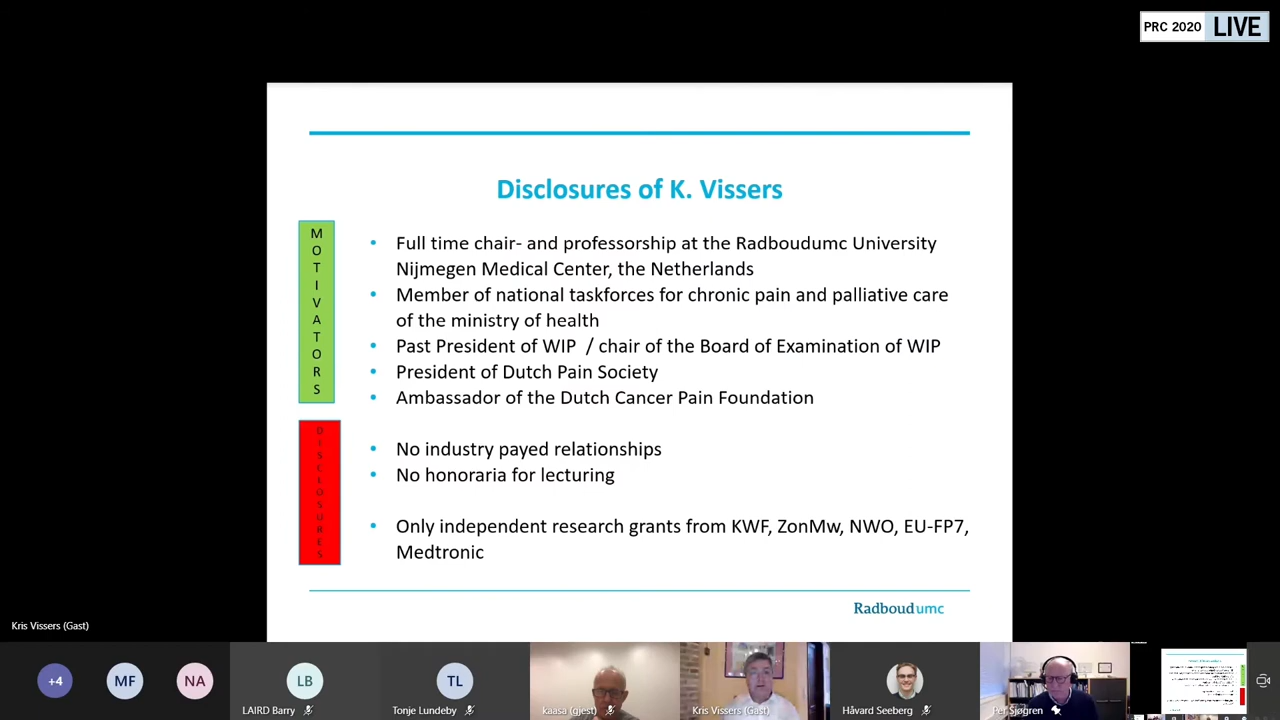 PRC 2020 LIVE
Disclosures of K. Vissers
MOTIVATORS
• Full time chair- and professorship at the Radboudumc University
Nijmegen Medical Center, the Netherlands
• Member of national taskforces for chronic pain and palliative care
of the ministry of health
• Past President of WIP / chair of the Board of Examination of WIP
• President of Dutch Pain Society
• Ambassador of the Dutch Cancer Pain Foundation
DISCLOSURES
• No industry payed relationships
• No honoraria for lecturing
• Only independent research grants from KWF, ZonMw, NWO, EU-FP7,
Medtronic
Radboudumc
Kris Vissers (Gast)
+4
MF
NA
LB
LAIRD Barry
TL
Tonje Lundeby
kaasa (gjest)
Kris Vissers (Gast)
Håvard Seeberg
Per Sjøgren